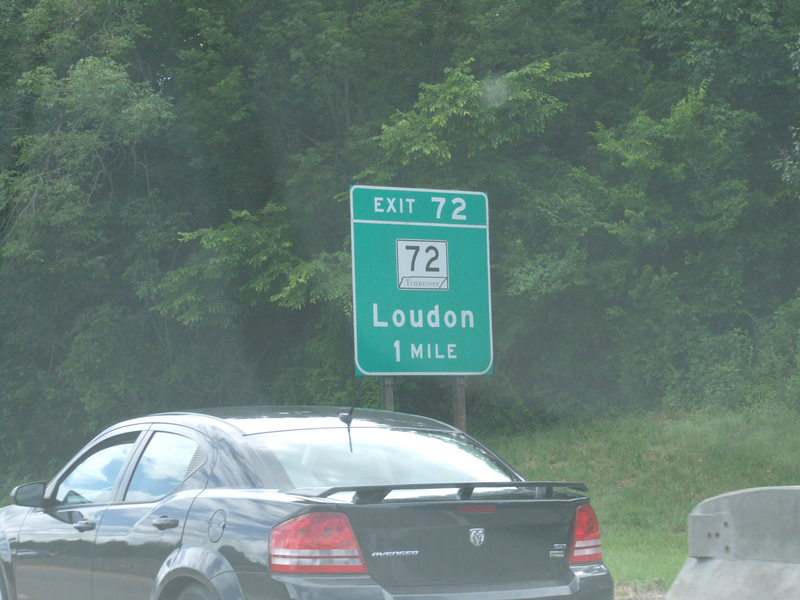 EXIT 72
72
Tennessee
Loudon
1 MILE
AVENGER